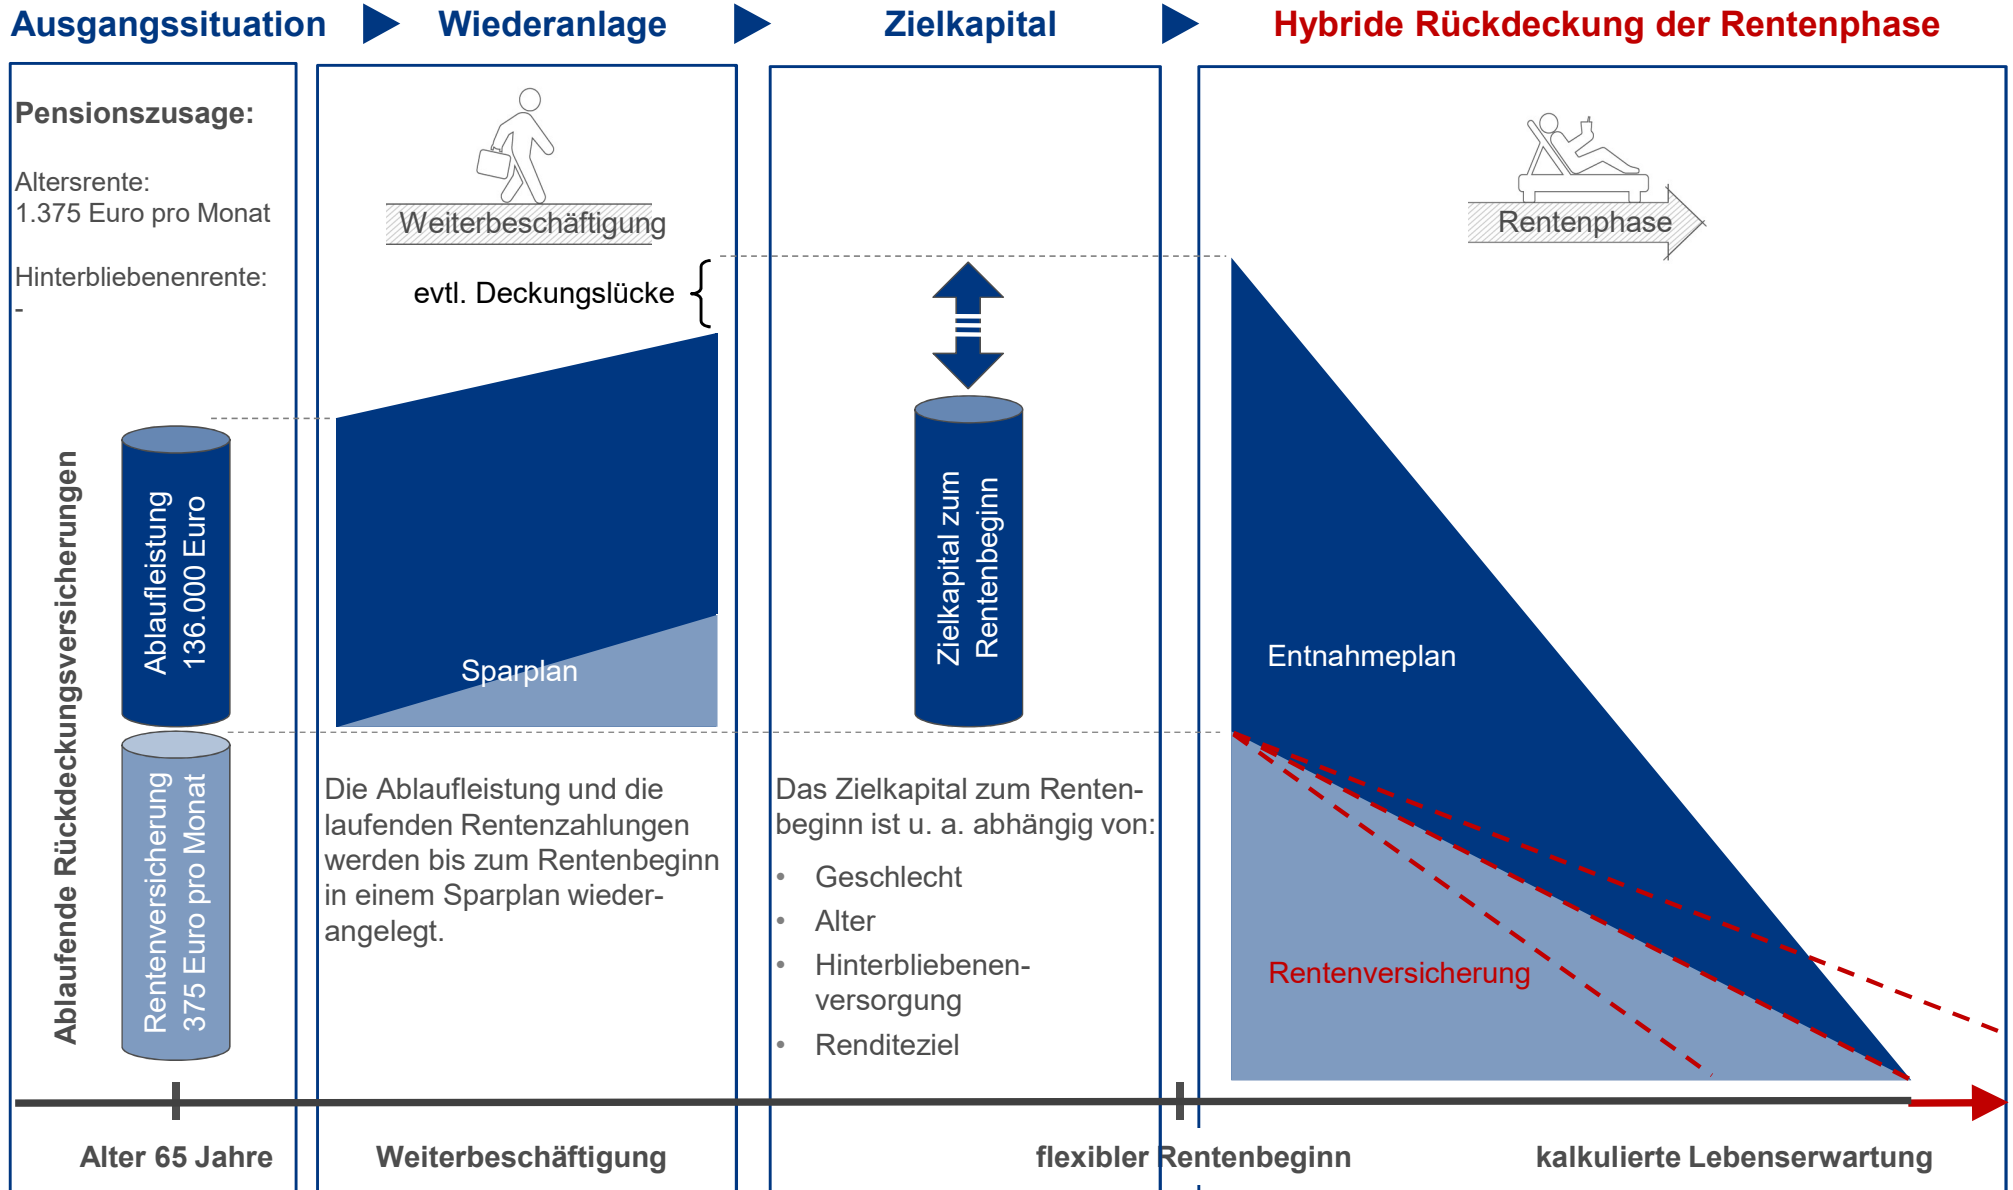 Ausgangssituation
Wiederanlage
Zielkapital
Hybride Rückdeckung der Rentenphase
Pensionszusage:
Altersrente:
1.375 Euro pro Monat
Hinterbliebenenrente:
-
Ablaufende Rückdeckungsversicherungen
Ablaufleistung
136.000 Euro
Rentenversicherung
375 Euro pro Monat
Weiterbeschäftigung
evtl. Deckungslücke
Sparplan
Die Ablaufleistung und die
laufenden Rentenzahlungen
werden bis zum Rentenbeginn
in einem Sparplan wieder-
angelegt.
Zielkapital zum
Rentenbeginn
Das Zielkapital zum Renten-
beginn ist u. a. abhängig von:
• Geschlecht
• Alter
• Hinterbliebenen-
versorgung
• Renditeziel
Rentenphase
Entnahmeplan
Rentenversicherung
Alter 65 Jahre
Weiterbeschäftigung
flexibler Rentenbeginn
kalkulierte Lebenserwartung